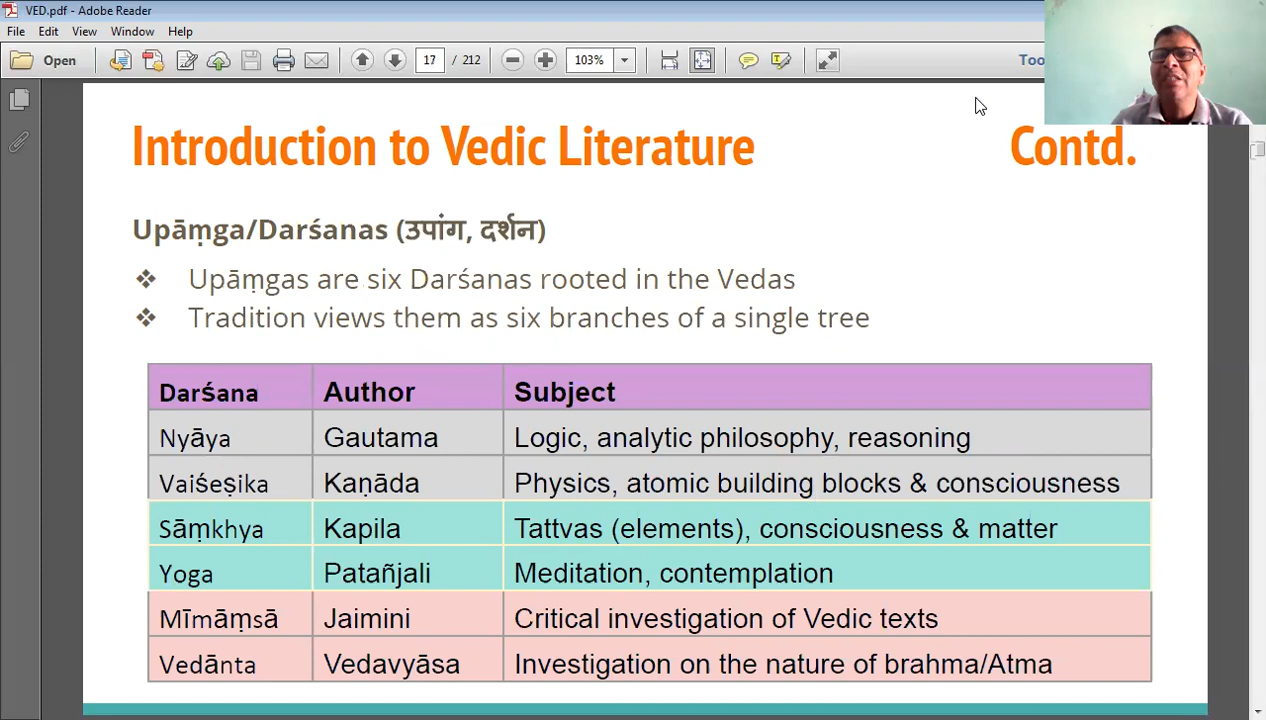 VED.pdf - Adobe Reader
File Edit View Window Help
Open 17 / 212 103% Too
Introduction to Vedic Literature Contd.
Upāṃga/Darśanas (उपांग, दर्शन)
❖ Upāṃgas are six Darśanas rooted in the Vedas
❖ Tradition views them as six branches of a single tree
Darśana Author Subject
Nyāya Gautama Logic, analytic philosophy, reasoning
Vaiśeṣika Kaṇāda Physics, atomic building blocks & consciousness
Sāṃkhya Kapila Tattvas (elements), consciousness & matter
Yoga Patañjali Meditation, contemplation
Mīmāṃsā Jaimini Critical investigation of Vedic texts
Vedānta Vedavyāsa Investigation on the nature of brahma/Atma